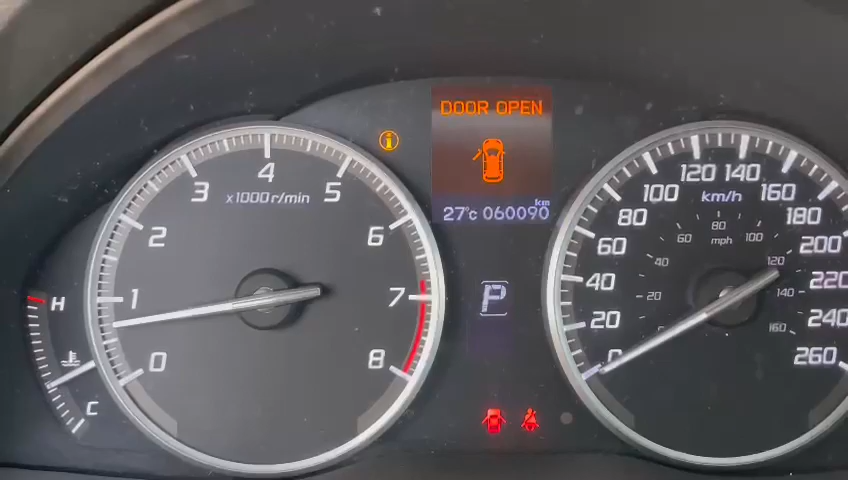 DOOR OPEN
27°C 060090 km
P
x1000 r/min
0 1 2 3 4 5 6 7 8
H
C
km/h
0 20 40 60 80 100 120 140 160 180 200 220 240 260
mph
20 40 60 80 100 120 140 160
i